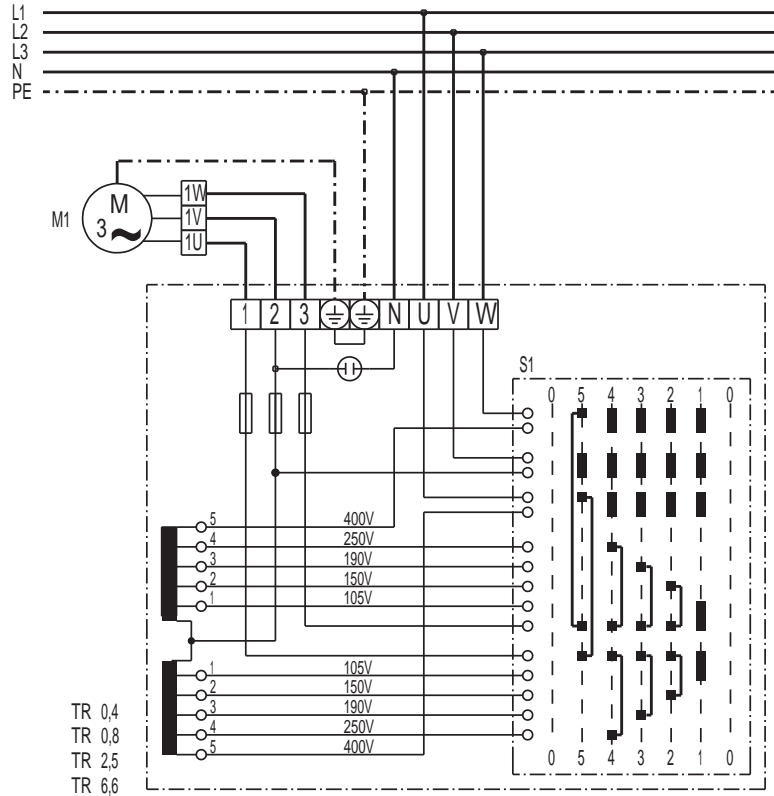 L1
L2
L3
N
PE
M1
M
3
1W
1V
1U
1 2 3 N U V W
S1
0 5 4 3 2 1 0
5 400V
4 250V
3 190V
2 150V
1 105V
1 105V
2 150V
3 190V
4 250V
5 400V
0 5 4 3 2 1 0
TR 0,4
TR 0,8
TR 2,5
TR 6,6